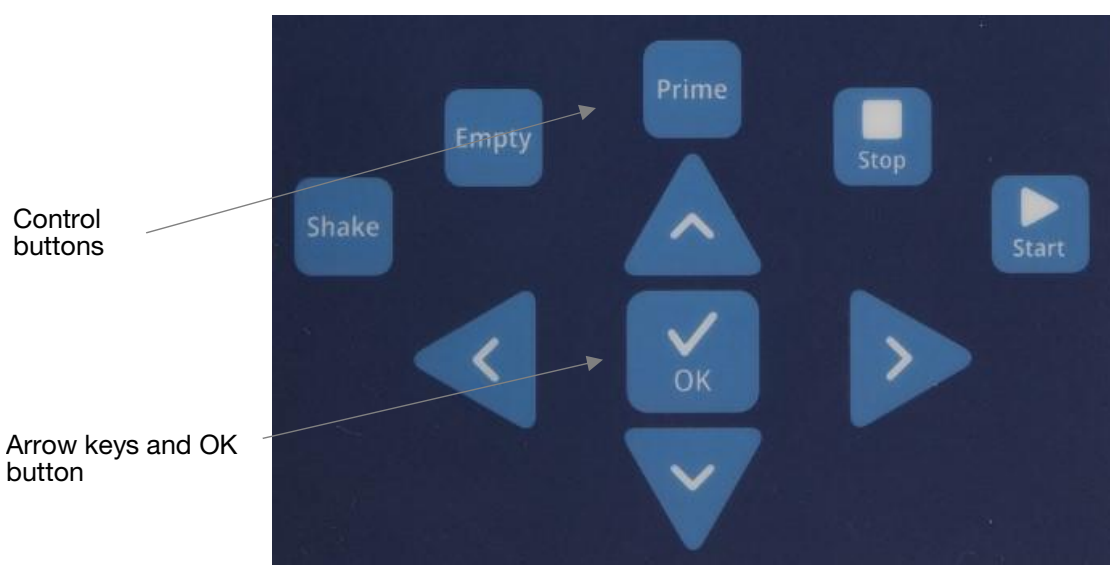 Prime
Empty
Stop
Shake
Start
Control
buttons
OK
Arrow keys and OK
button